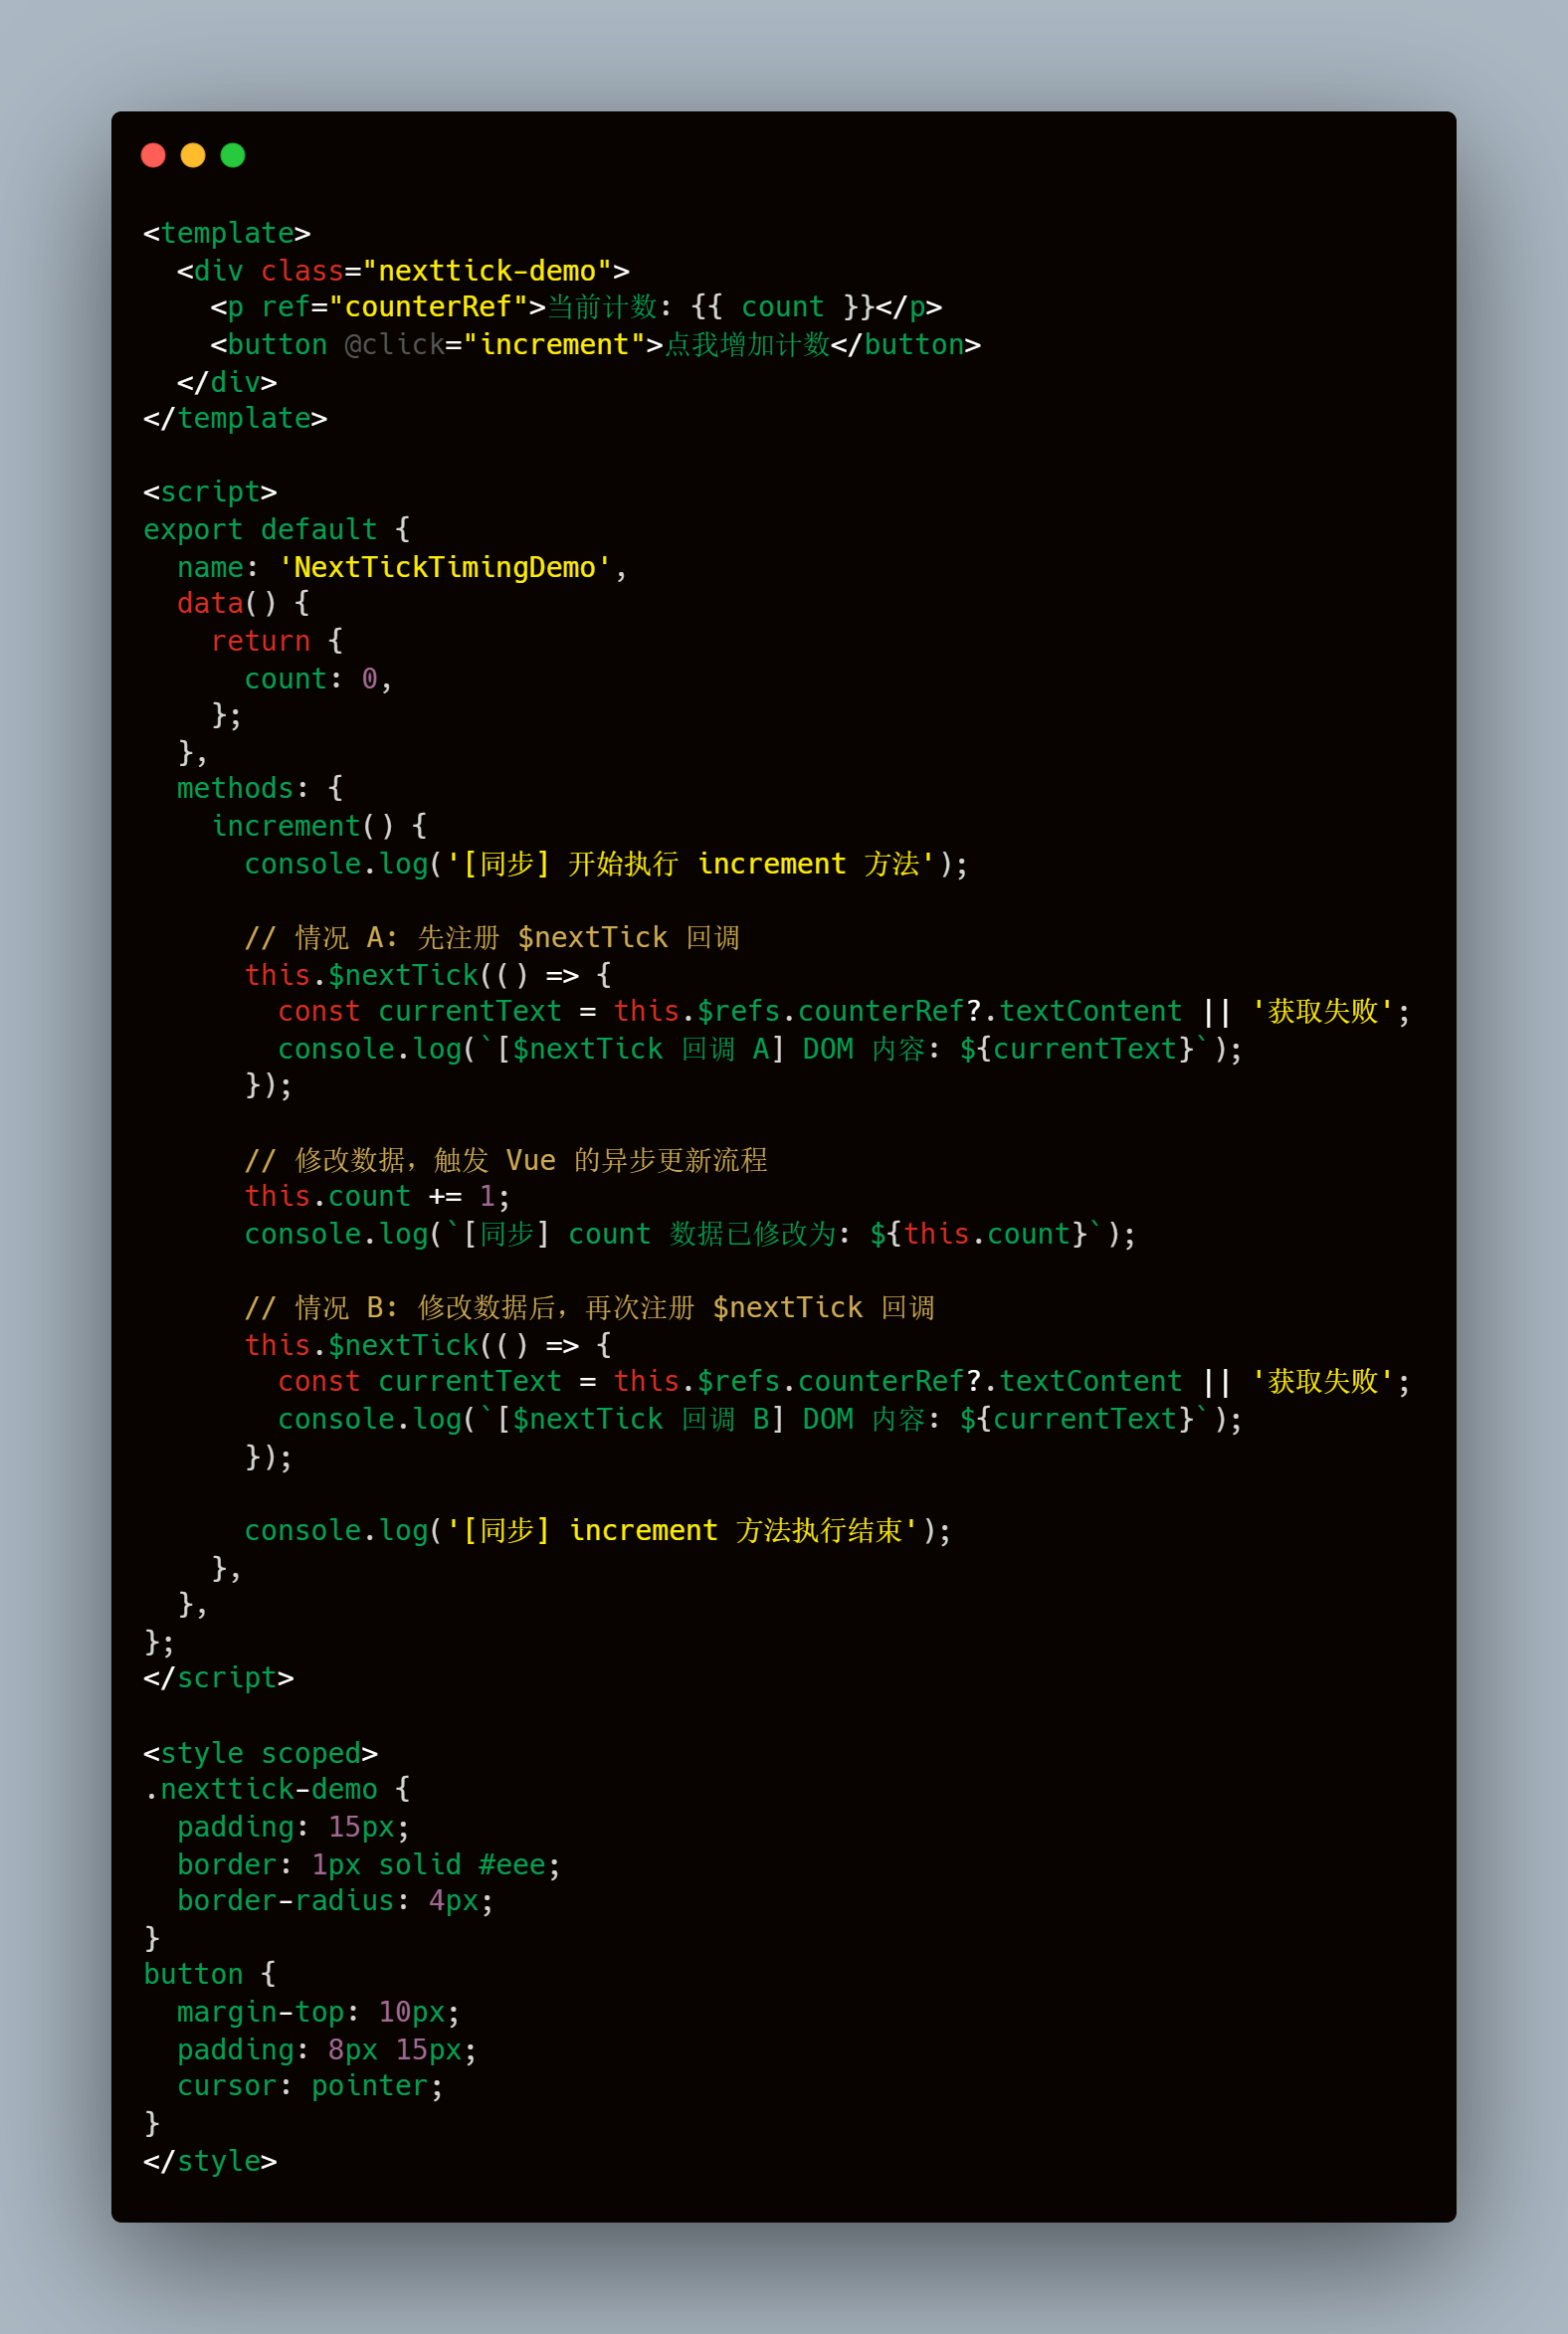 <template>
  <div class="nexttick-demo">
    <p ref="counterRef">当前计数: {{ count }}</p>
    <button @click="increment">点我增加计数</button>
  </div>
</template>

<script>
export default {
  name: 'NextTickTimingDemo',
  data() {
    return {
      count: 0,
    };
  },
  methods: {
    increment() {
      console.log('[同步] 开始执行 increment 方法');

      // 情况 A: 先注册 $nextTick 回调
      this.$nextTick(() => {
        const currentText = this.$refs.counterRef?.textContent || '获取失败';
        console.log(`[$nextTick 回调 A] DOM 内容: ${currentText}`);
      });

      // 修改数据，触发 Vue 的异步更新流程
      this.count += 1;
      console.log(`[同步] count 数据已修改为: ${this.count}`);

      // 情况 B: 修改数据后，再次注册 $nextTick 回调
      this.$nextTick(() => {
        const currentText = this.$refs.counterRef?.textContent || '获取失败';
        console.log(`[$nextTick 回调 B] DOM 内容: ${currentText}`);
      });

      console.log('[同步] increment 方法执行结束');
    },
  },
};
</script>

<style scoped>
.nexttick-demo {
  padding: 15px;
  border: 1px solid #eee;
  border-radius: 4px;
}
button {
  margin-top: 10px;
  padding: 8px 15px;
  cursor: pointer;
}
</style>